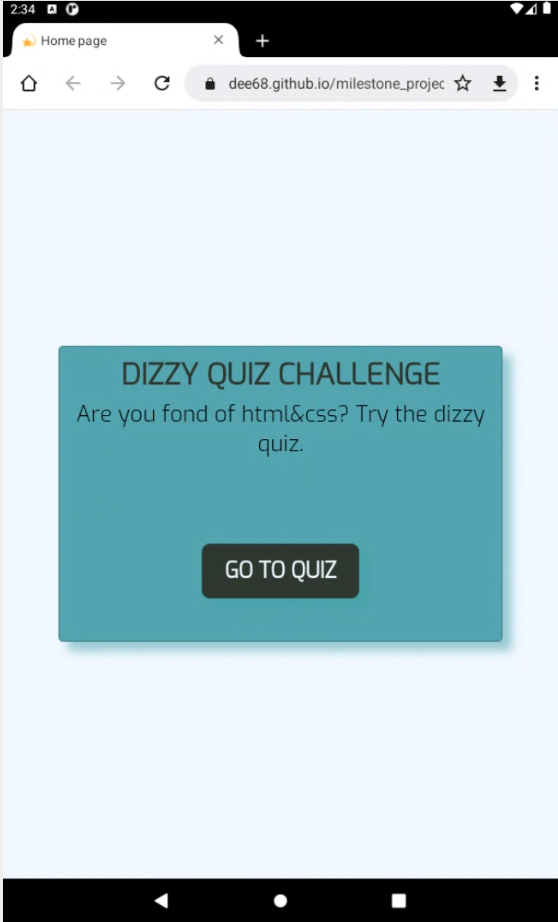 2:34
Home page
dee68.github.io/milestone_projec
DIZZY QUIZ CHALLENGE
Are you fond of html&css? Try the dizzy
quiz.
GO TO QUIZ